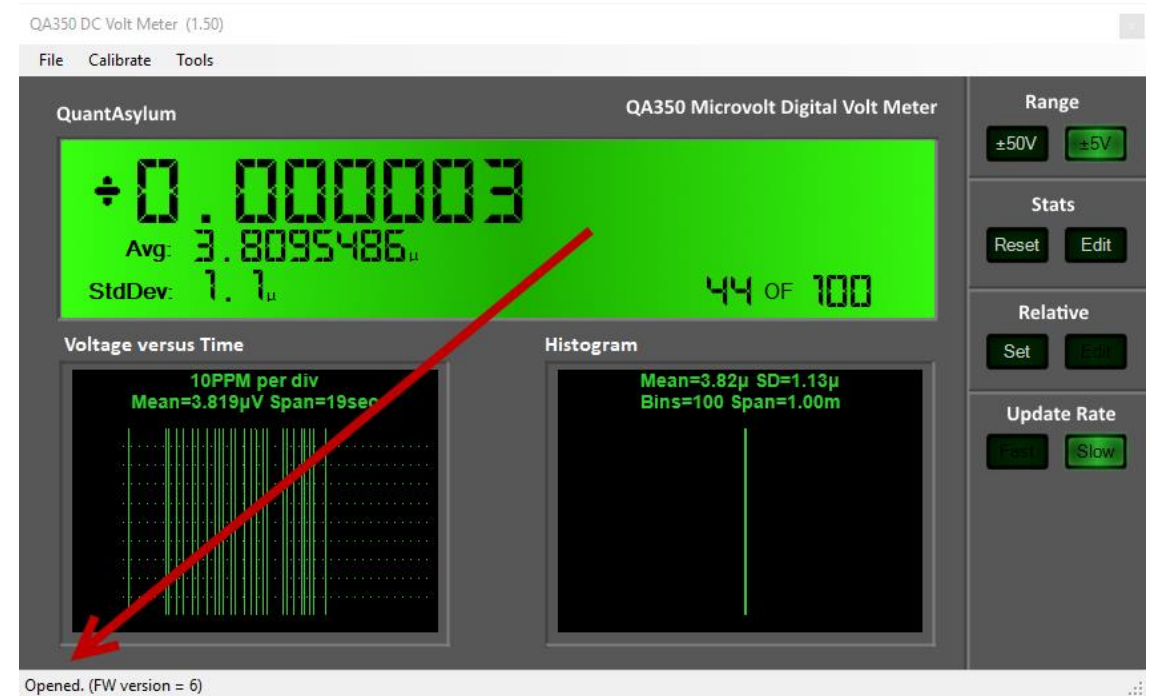 QA350 DC Volt Meter (1.50)
File Calibrate Tools
QuantAsylum
QA350 Microvolt Digital Volt Meter
÷0.000003
Avg: 3.8095486µ
StdDev: 1.1µ
44 OF 100
Voltage versus Time
10PPM per div
Mean=3.819µV Span=19sec
Histogram
Mean=3.82µ SD=1.13µ
Bins=100 Span=1.00m
Range
±50V ±5V
Stats
Reset Edit
Relative
Set Edit
Update Rate
Fast Slow
Opened. (FW version = 6)